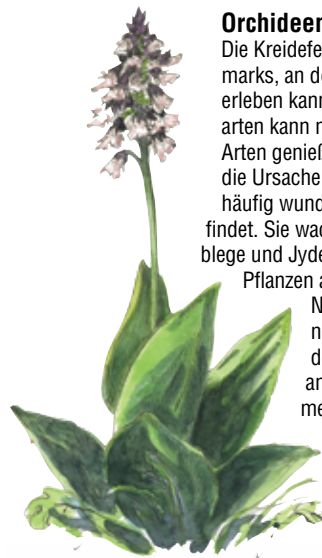 Orchideen
Die Kreidefe
marks, an de
erleben kann
arten kann n
Arten genieß
die Ursache
häufig wund
findet. Sie wac
blege und Jyde
Pflanzen a
N
n
d
an
me